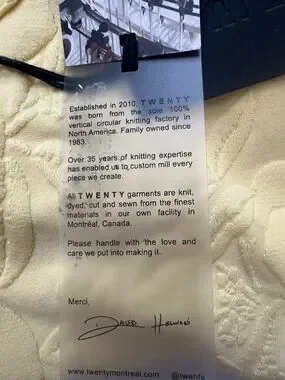 Established in 2010, TWENTY
was born from the sole 100%
vertical circular knitting factory in
North America. Family owned since
1983.
Over 35 years of knitting expertise
has enabled us to custom mill every
piece we create.
All TWENTY garments are knit,
dyed, cut and sewn from the finest
materials in our own facility in
Montréal, Canada.
Please handle with the love and
care we put into making it.
Merci,
David
www.twentymontreal.com @twenty